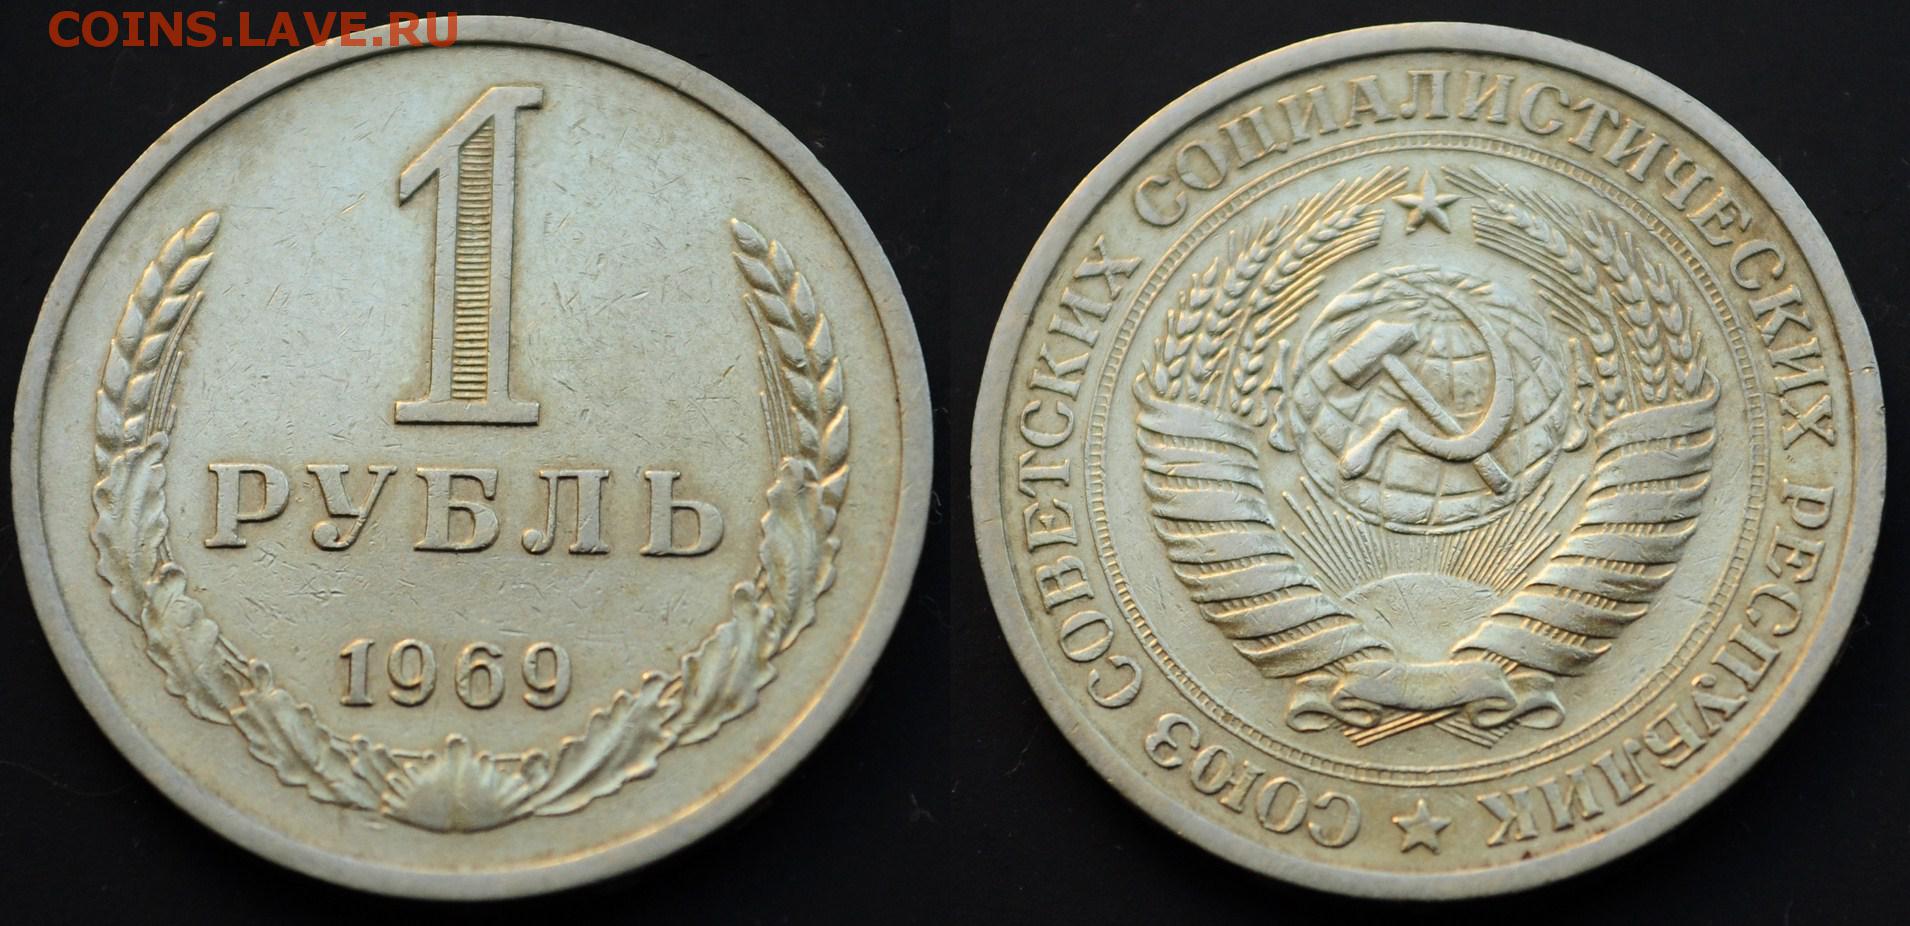 COINS.LAVE.RU
1
РУБЛЬ
1969
СОЮЗ СОВЕТСКИХ СОЦИАЛИСТИЧЕСКИХ РЕСПУБЛИК